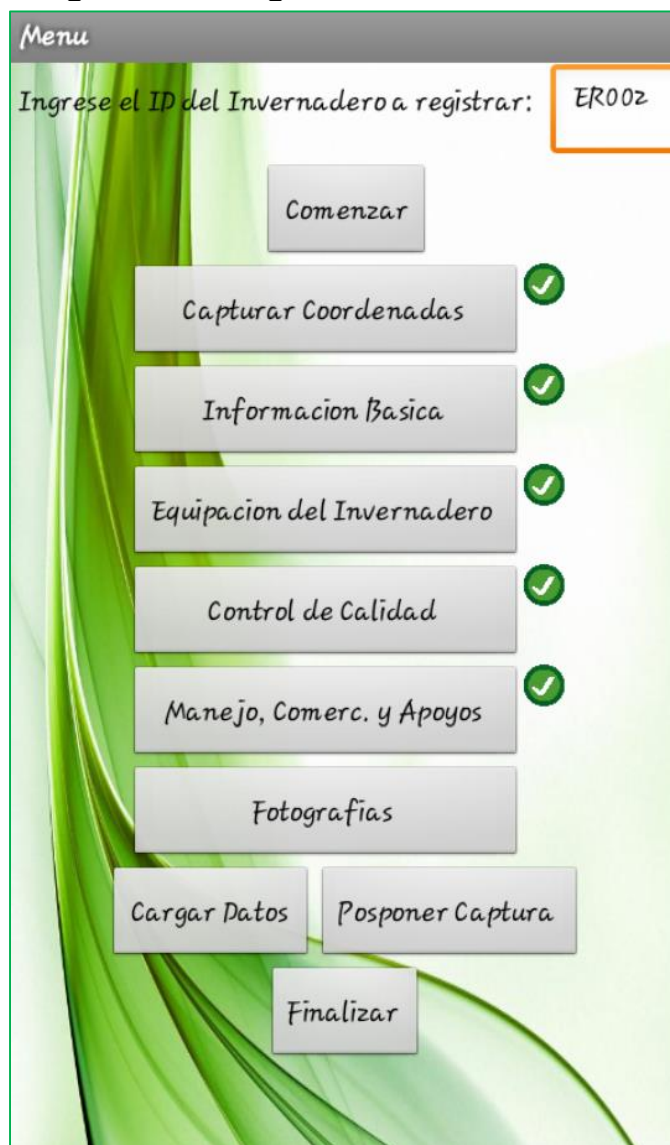 Menu
Ingrese el ID del Invernadero a registrar: ER002
Comenzar
Capturar Coordenadas
Informacion Basica
Equipacion del Invernadero
Control de Calidad
Manejo, Comerc. y Apoyos
Fotografias
Cargar Datos Posponer Captura
Finalizar